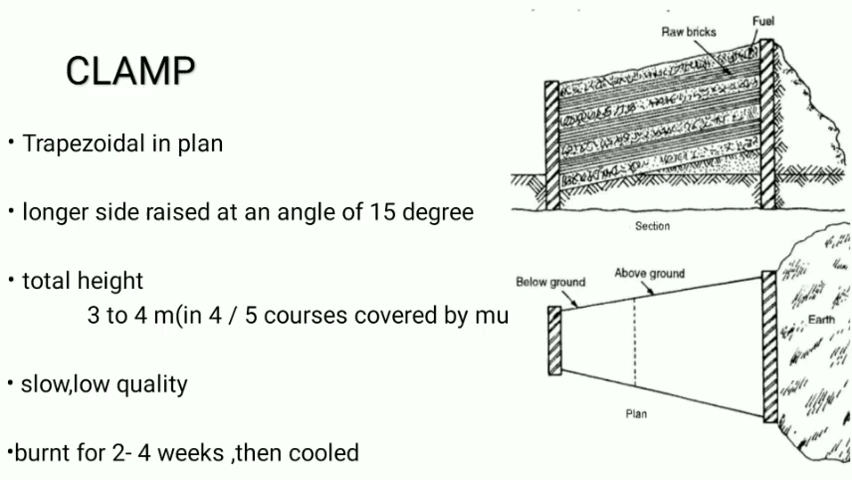 CLAMP
• Trapezoidal in plan
• longer side raised at an angle of 15 degree
• total height
3 to 4 m(in 4 / 5 courses covered by mu
• slow,low quality
•burnt for 2- 4 weeks ,then cooled
Fuel
Raw bricks
Section
Above ground
Below ground
Earth
Plan